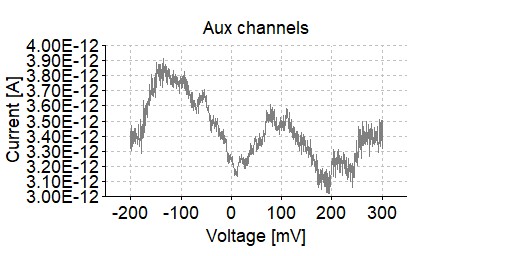 Aux channels
Current [A]
4.00E-12
3.90E-12
3.80E-12
3.70E-12
3.60E-12
3.50E-12
3.40E-12
3.30E-12
3.20E-12
3.10E-12
3.00E-12
-200 -100 0 100 200 300
Voltage [mV]